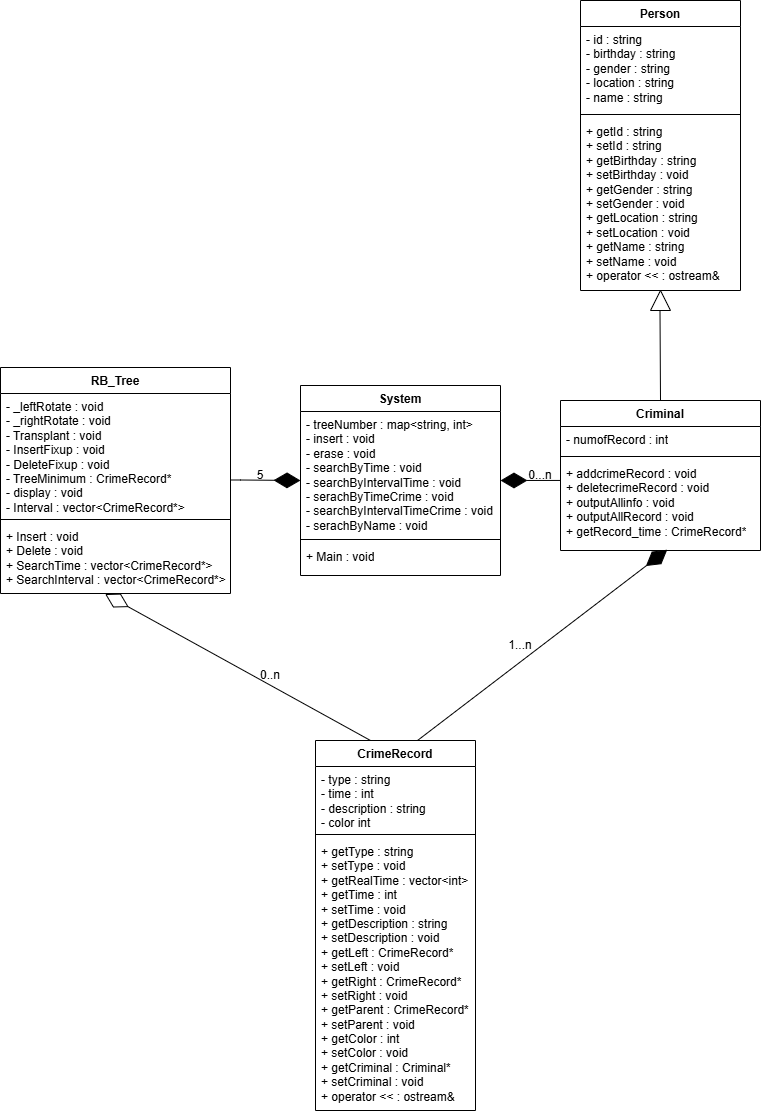 Person
- id : string
- birthday : string
- gender : string
- location : string
- name : string
+ getId : string
+ setId : string
+ getBirthday : string
+ setBirthday : void
+ getGender : string
+ setGender : void
+ getLocation : string
+ setLocation : void
+ getName : string
+ setName : void
+ operator << : ostream&
RB_Tree
- _leftRotate : void
- _rightRotate : void
- Transplant : void
- InsertFixup : void
- DeleteFixup : void
- TreeMinimum : CrimeRecord*
- display : void
- Interval : vector<CrimeRecord*>
+ Insert : void
+ Delete : void
+ SearchTime : vector<CrimeRecord*>
+ SearchInterval : vector<CrimeRecord*>
5
System
- treeNumber : map<string, int>
- insert : void
- erase : void
- searchByTime : void
- searchByIntervalTime : void
- serachByTimeCrime : void
- searchByIntervalTimeCrime : void
- serachByName : void
+ Main : void
0...n
Criminal
- numofRecord : int
+ addcrimeRecord : void
+ deletecrimeRecord : void
+ outputAllinfo : void
+ outputAllRecord : void
+ getRecord_time : CrimeRecord*
1...n
0...n
CrimeRecord
- type : string
- time : int
- description : string
- color int
+ getType : string
+ setType : void
+ getRealTime : vector<int>
+ getTime : int
+ setTime : void
+ getDescription : string
+ setDescription : void
+ getLeft : CrimeRecord*
+ setLeft : void
+ getRight : CrimeRecord*
+ setRight : void
+ getParent : CrimeRecord*
+ setParent : void
+ getColor : int
+ setColor : void
+ getCriminal : Criminal*
+ setCriminal : void
+ operator << : ostream&